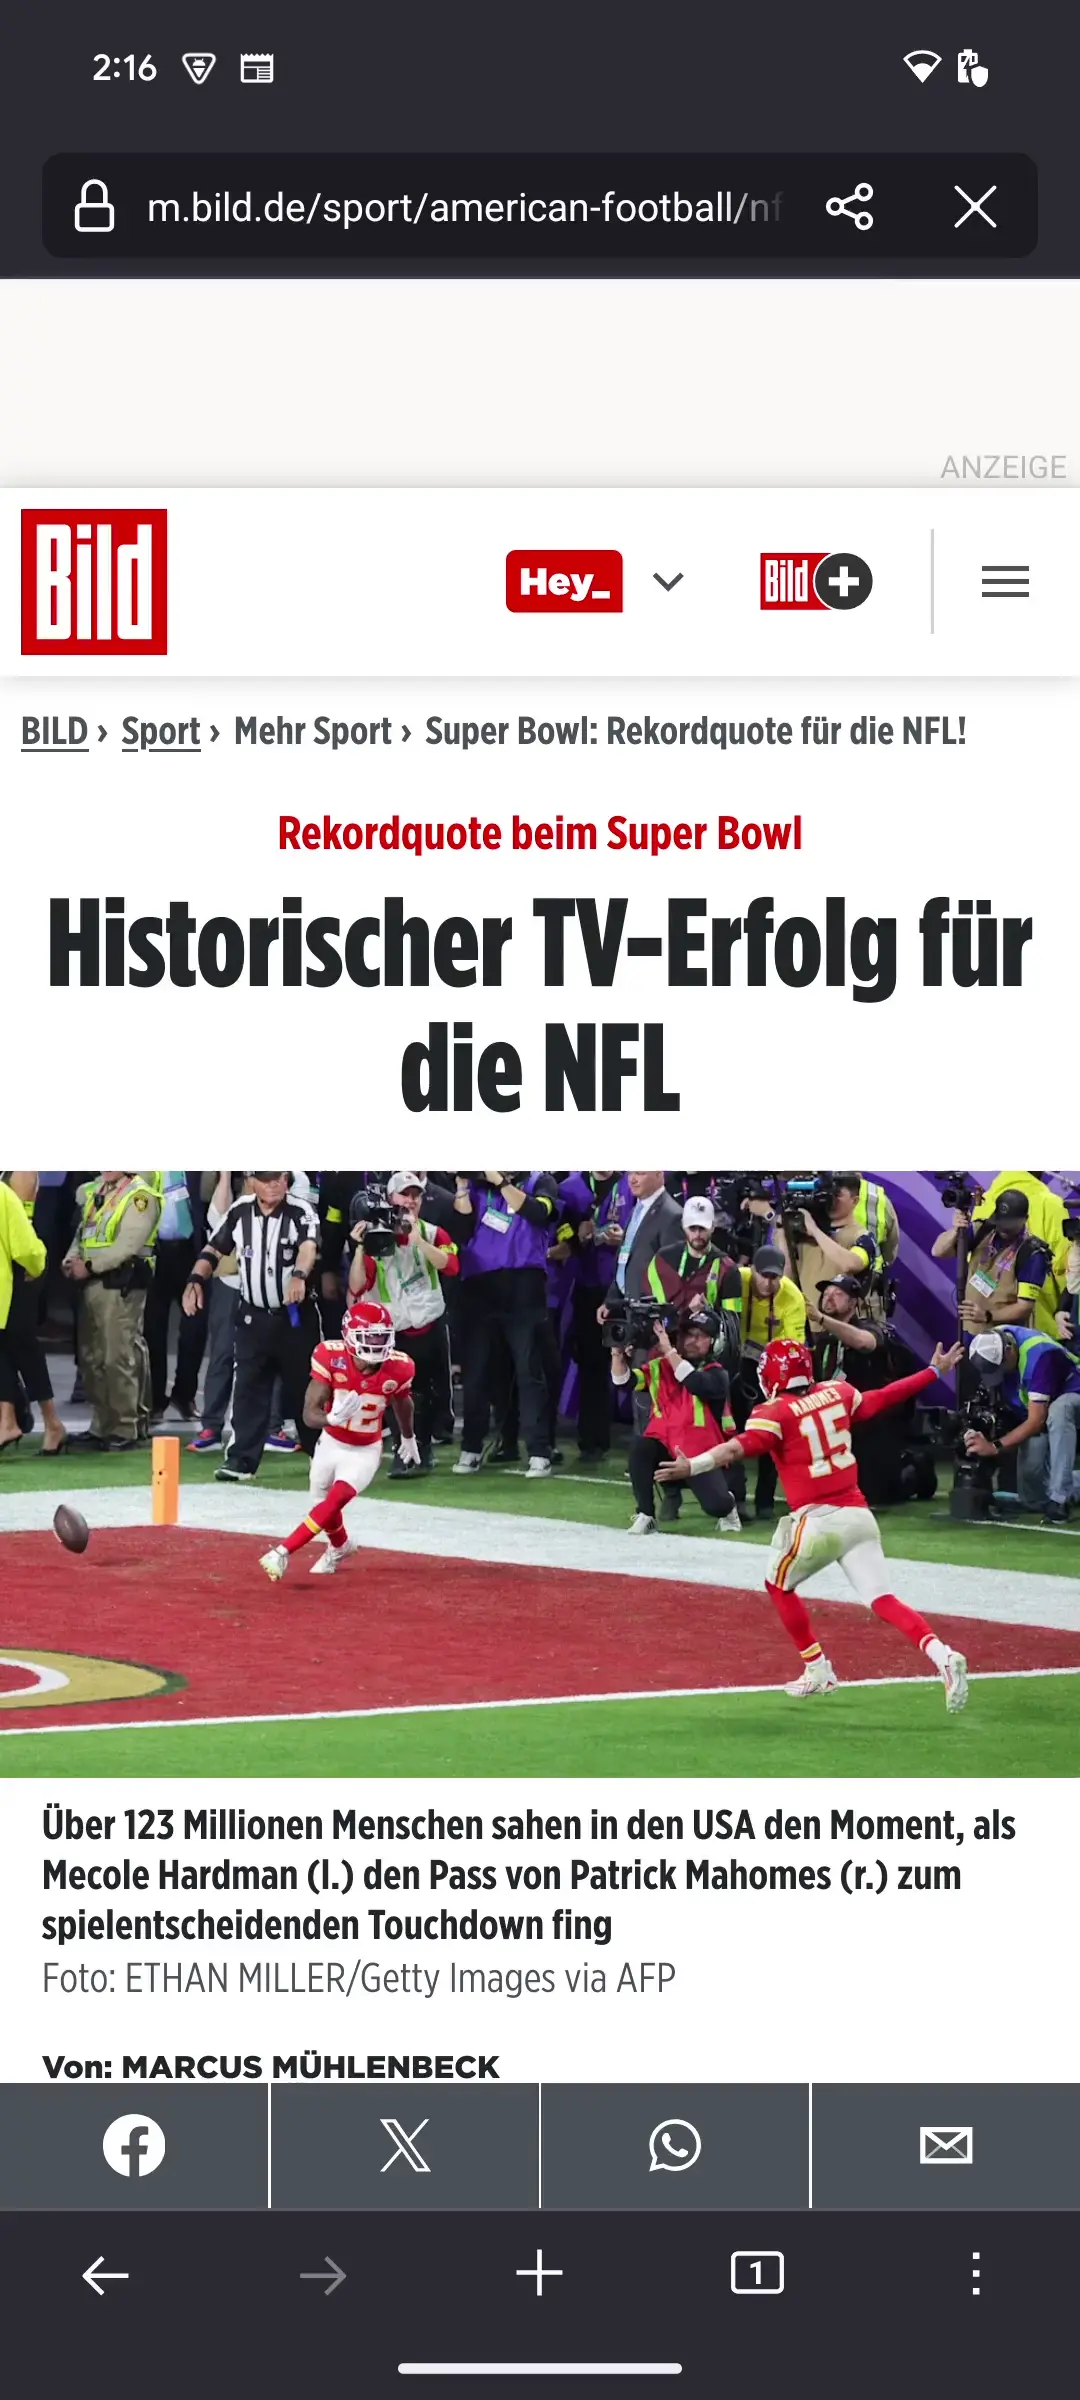 2:16
m.bild.de/sport/american-football/nf
ANZEIGE
Bild
Hey_
Bild +
BILD › Sport › Mehr Sport › Super Bowl: Rekordquote für die NFL!
Rekordquote beim Super Bowl
Historischer TV-Erfolg für
die NFL
MAHOMES
15
12
Über 123 Millionen Menschen sahen in den USA den Moment, als
Mecole Hardman (l.) den Pass von Patrick Mahomes (r.) zum
spielentscheidenden Touchdown fing
Foto: ETHAN MILLER/Getty Images via AFP
Von: MARCUS MÜHLENBECK
1